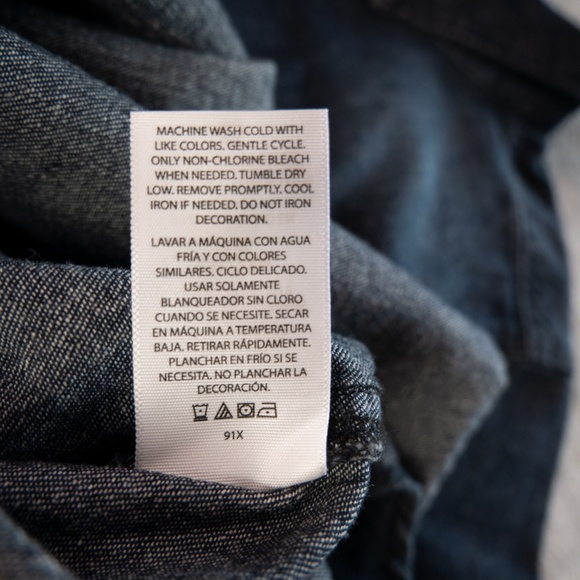 MACHINE WASH COLD WITH
LIKE COLORS. GENTLE CYCLE.
ONLY NON-CHLORINE BLEACH
WHEN NEEDED. TUMBLE DRY
LOW. REMOVE PROMPTLY. COOL
IRON IF NEEDED. DO NOT IRON
DECORATION.
LAVAR A MÁQUINA CON AGUA
FRÍA Y CON COLORES
SIMILARES. CICLO DELICADO.
USAR SOLAMENTE
BLANQUEADOR SIN CLORO
CUANDO SE NECESITE. SECAR
EN MÁQUINA A TEMPERATURA
BAJA. RETIRAR RÁPIDAMENTE.
PLANCHAR EN FRÍO SI SE
NECESITA. NO PLANCHAR LA
DECORACIÓN.
91X